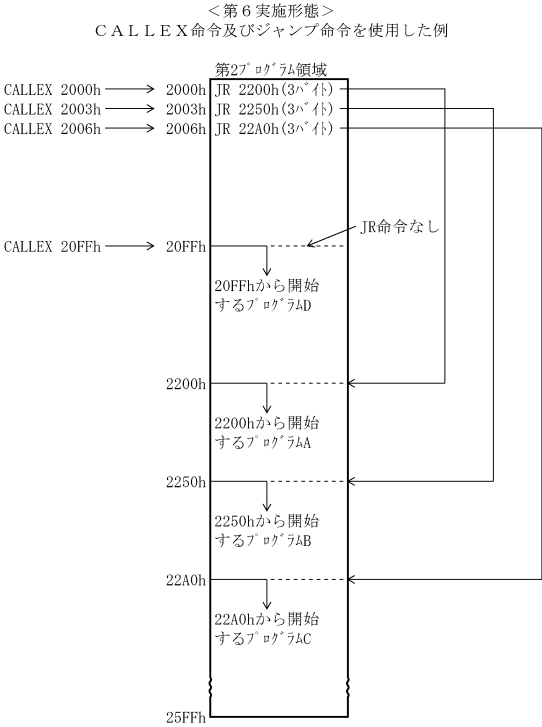 ＜第６実施形態＞
ＣＡＬＬＥＸ命令及びジャンプ命令を使用した例
第2ﾌﾟﾛｸﾞﾗﾑ領域
CALLEX 2000h 2000h JR 2200h(3ﾊﾞｲﾄ)
CALLEX 2003h 2003h JR 2250h(3ﾊﾞｲﾄ)
CALLEX 2006h 2006h JR 22A0h(3ﾊﾞｲﾄ)
JR命令なし
CALLEX 20FFh 20FFh
20FFhから開始
するﾌﾟﾛｸﾞﾗﾑD
2200h
2200hから開始
するﾌﾟﾛｸﾞﾗﾑA
2250h
2250hから開始
するﾌﾟﾛｸﾞﾗﾑB
22A0h
22A0hから開始
するﾌﾟﾛｸﾞﾗﾑC
25FFh